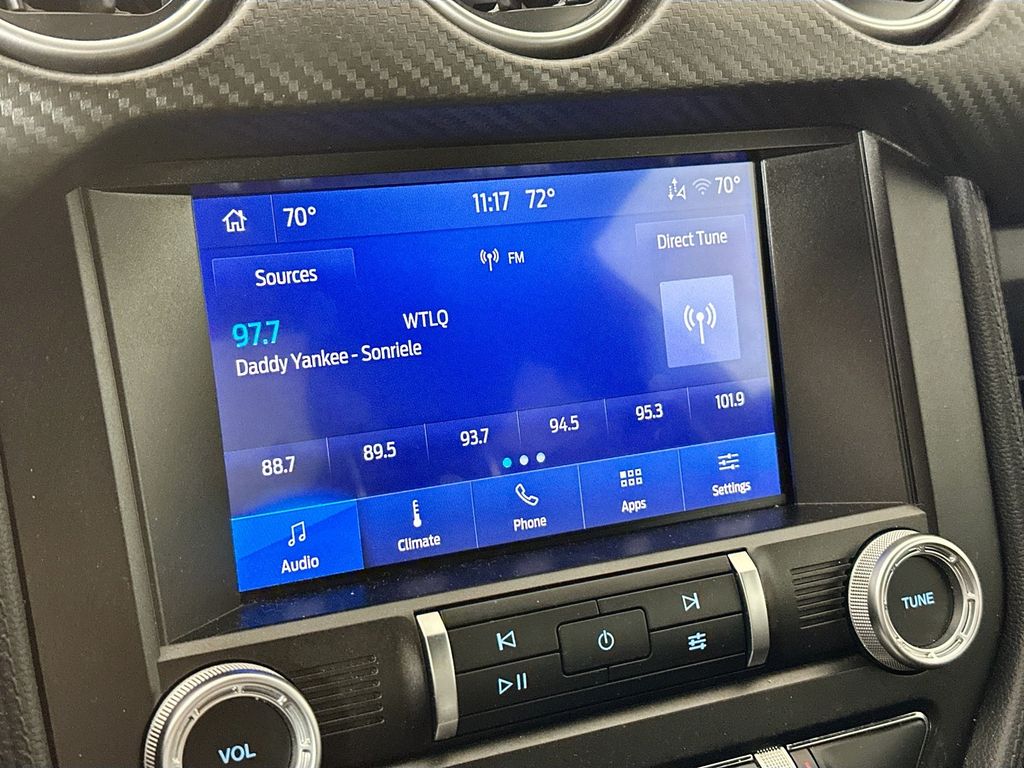 70° 11:17 72° 70°
Sources FM Direct Tune
97.7 WTLQ
Daddy Yankee - Sonriele
88.7 89.5 93.7 94.5 95.3 101.9
Audio Climate Phone Apps Settings
TUNE
VOL